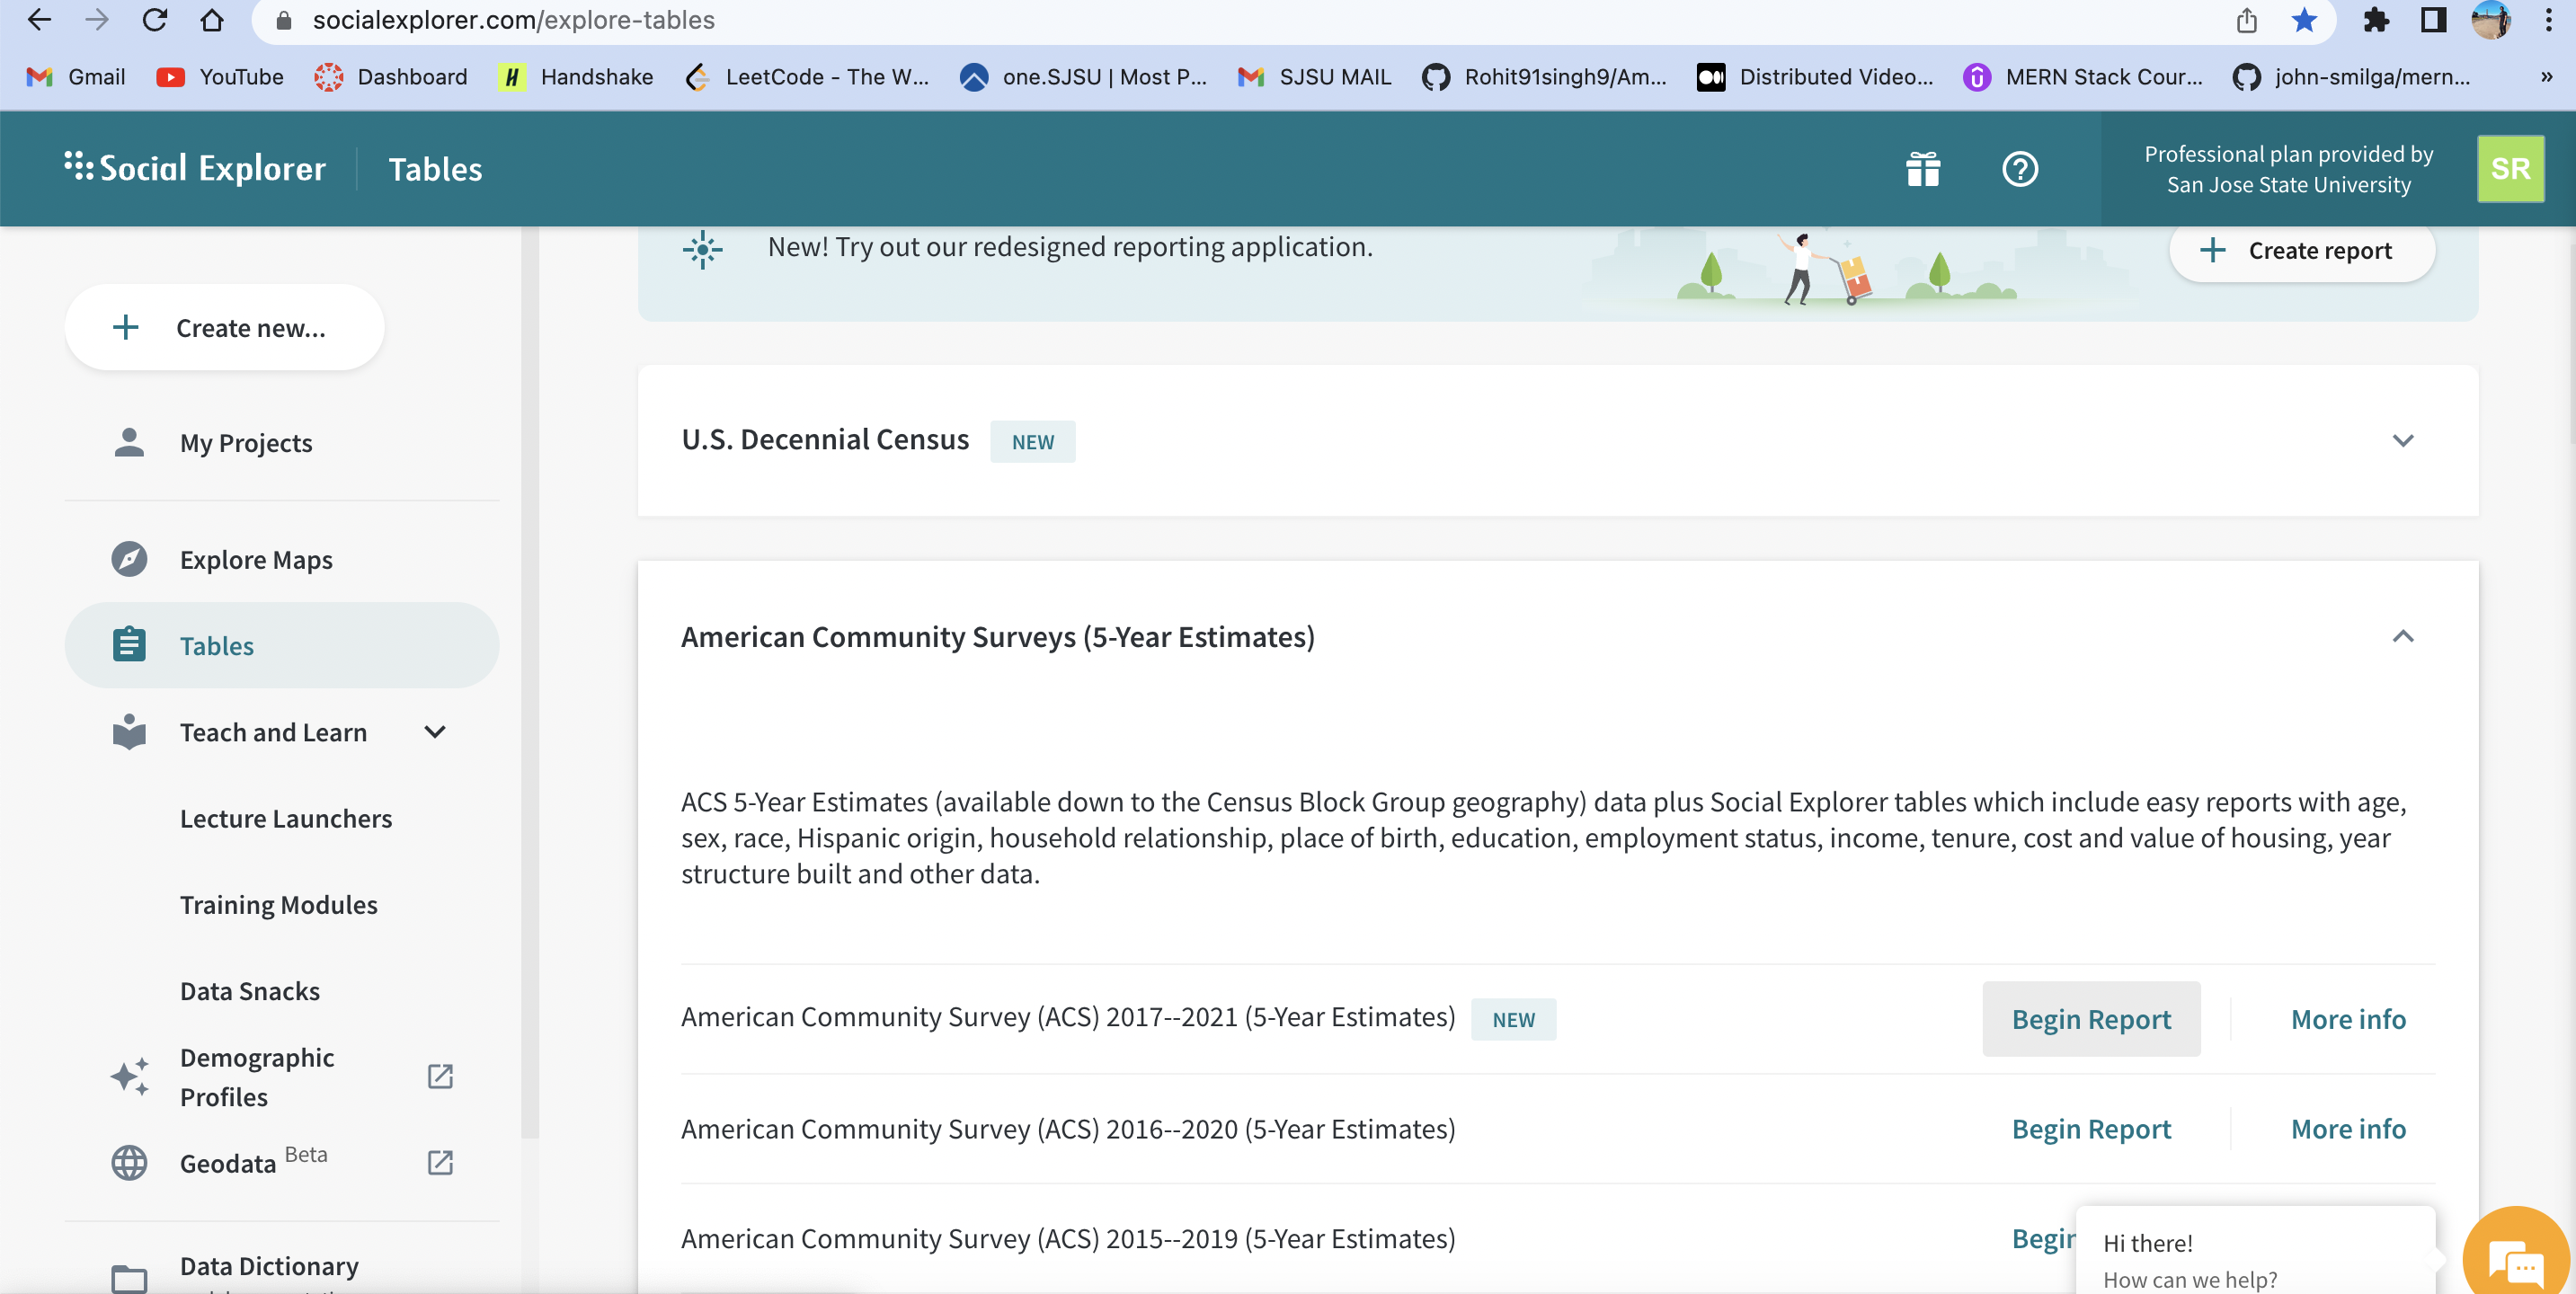 socialexplorer.com/explore-tables
Gmail YouTube Dashboard Handshake LeetCode - The W... one.SJSU | Most P... SJSU MAIL Rohit91singh9/Am... Distributed Video... MERN Stack Cour... john-smilga/mern... »
Social Explorer Tables
Professional plan provided by
San Jose State University
SR
New! Try out our redesigned reporting application.
+ Create report
+ Create new...
My Projects
Explore Maps
Tables
Teach and Learn
Lecture Launchers
Training Modules
Data Snacks
Demographic
Profiles
Geodata Beta
Data Dictionary
U.S. Decennial Census NEW
American Community Surveys (5-Year Estimates)
ACS 5-Year Estimates (available down to the Census Block Group geography) data plus Social Explorer tables which include easy reports with age,
sex, race, Hispanic origin, household relationship, place of birth, education, employment status, income, tenure, cost and value of housing, year
structure built and other data.
American Community Survey (ACS) 2017--2021 (5-Year Estimates) NEW Begin Report More info
American Community Survey (ACS) 2016--2020 (5-Year Estimates) Begin Report More info
American Community Survey (ACS) 2015--2019 (5-Year Estimates) Begin
Hi there!
How can we help?